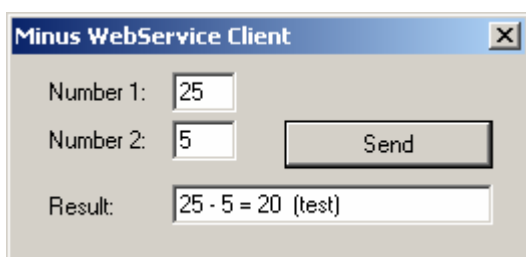 Minus WebService Client
Number 1: 25
Number 2: 5
Send
Result: 25 - 5 = 20 (test)